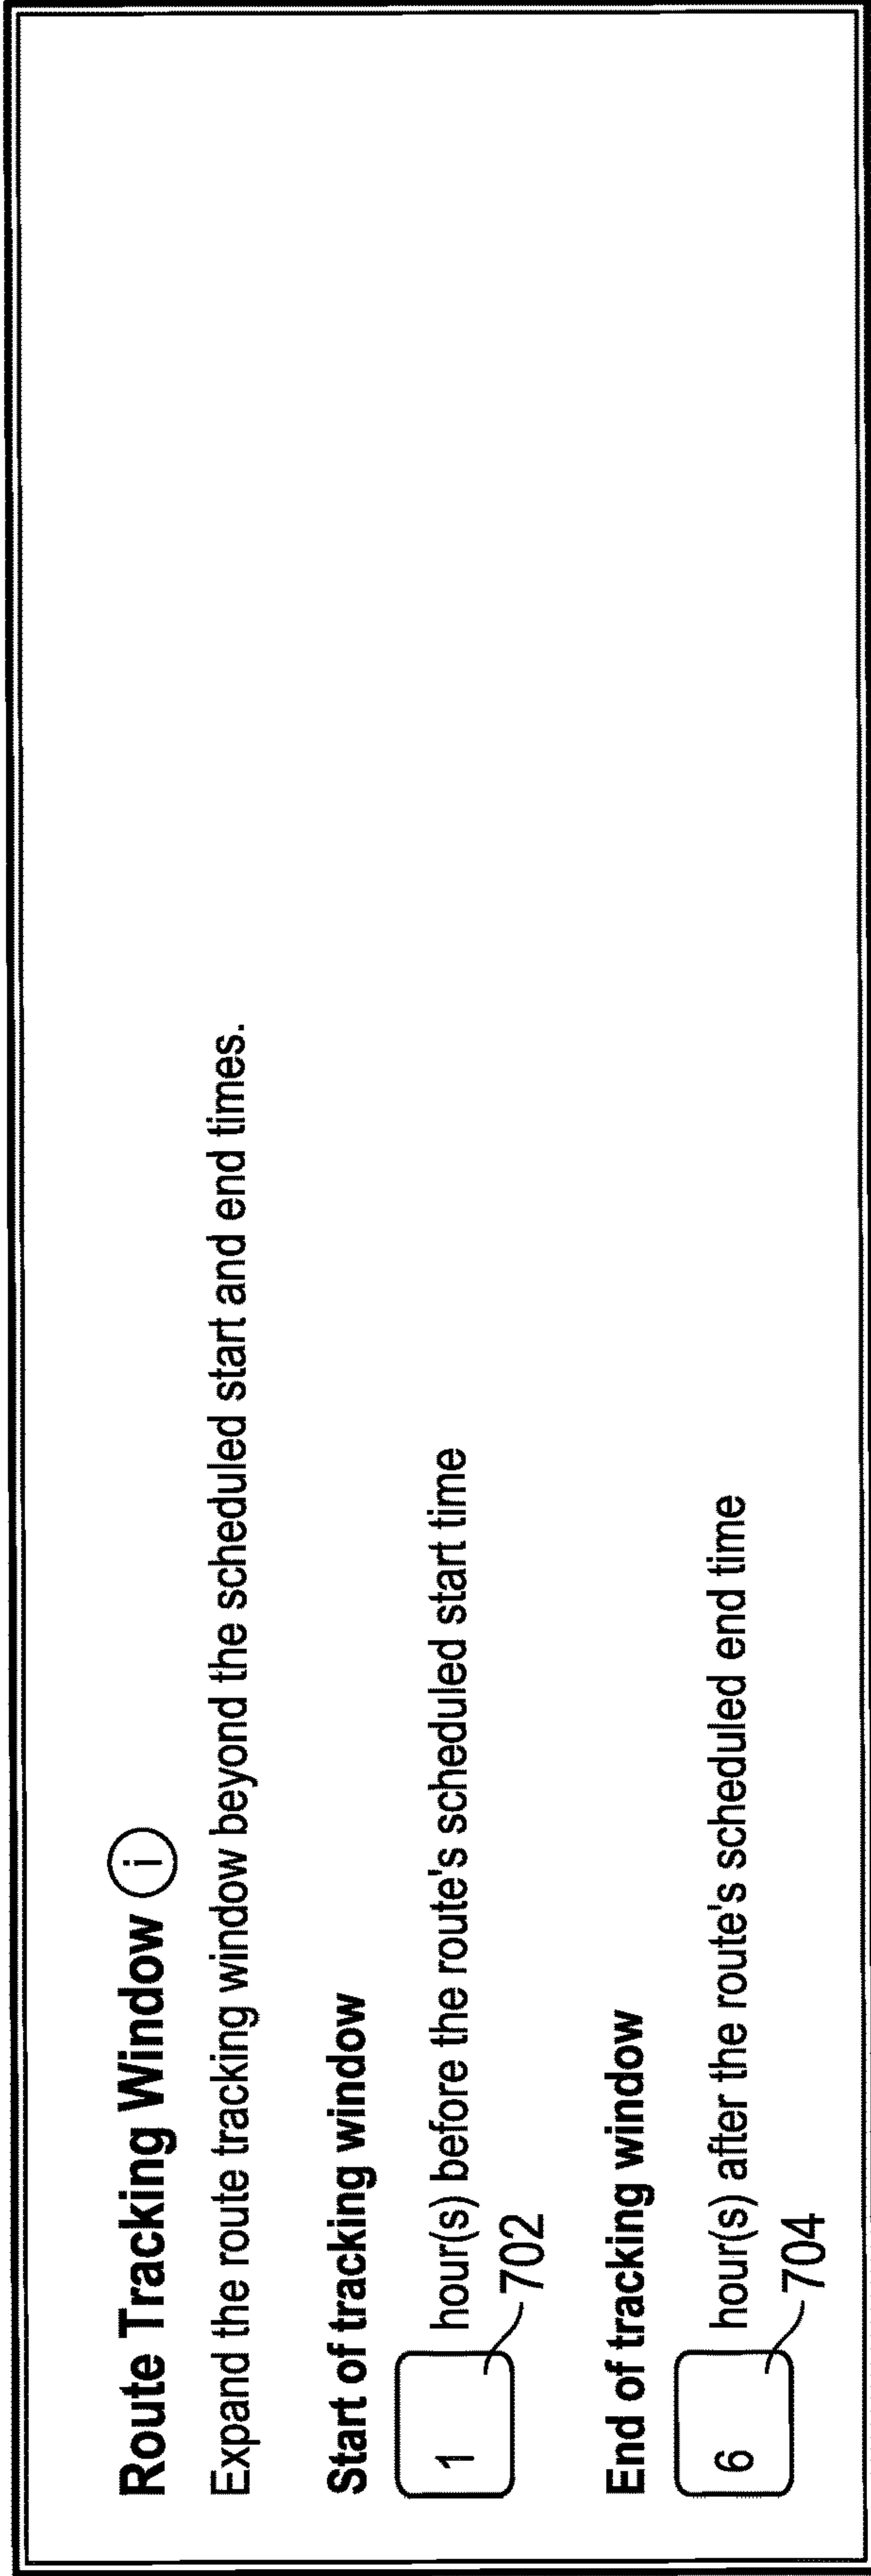 Route Tracking Window i
Expand the route tracking window beyond the scheduled start and end times.
Start of tracking window
1 hour(s) before the route's scheduled start time
702
End of tracking window
6 hour(s) after the route's scheduled end time
704